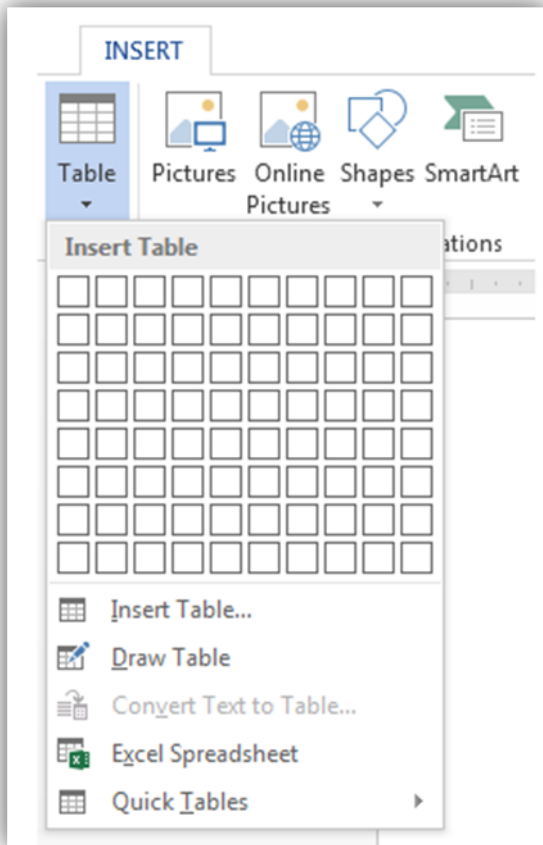 INSERT
Table Pictures Online Pictures Shapes SmartArt
ations
Insert Table
Insert Table...
Draw Table
Convert Text to Table...
Excel Spreadsheet
Quick Tables